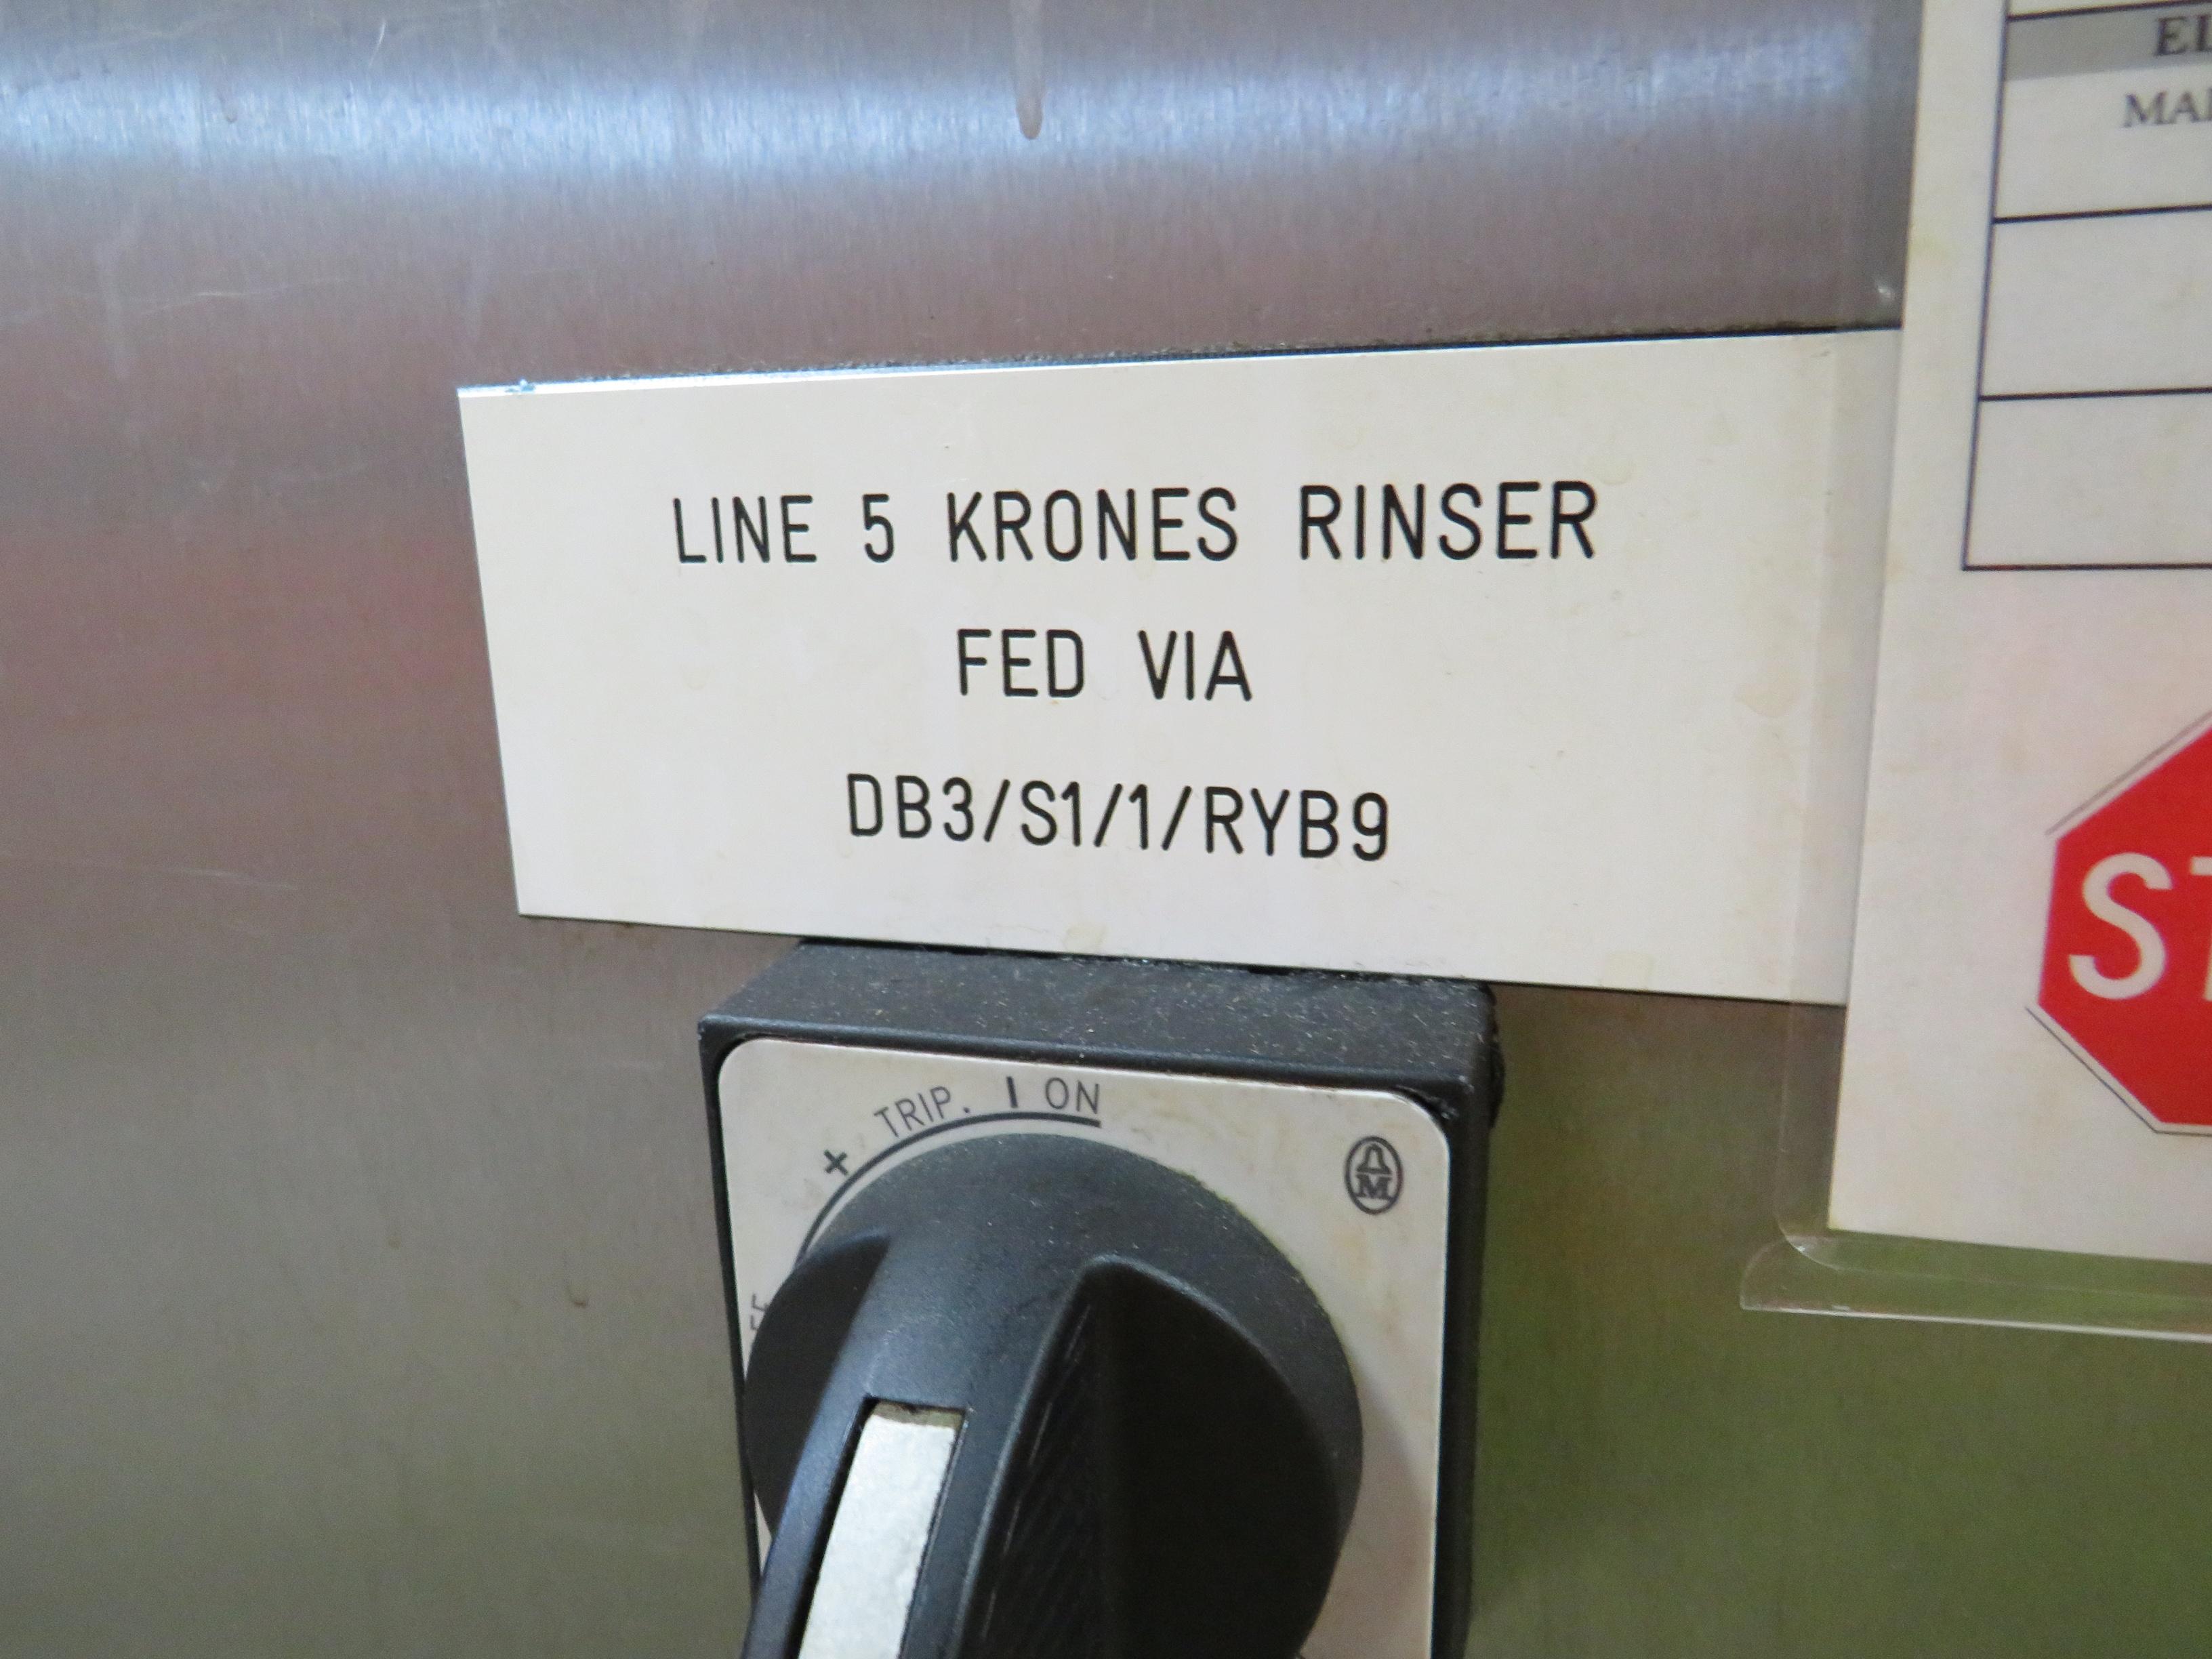 LINE 5 KRONES RINSER
FED VIA
DB3/S1/1/RYB9
+ TRIP. I ON
M